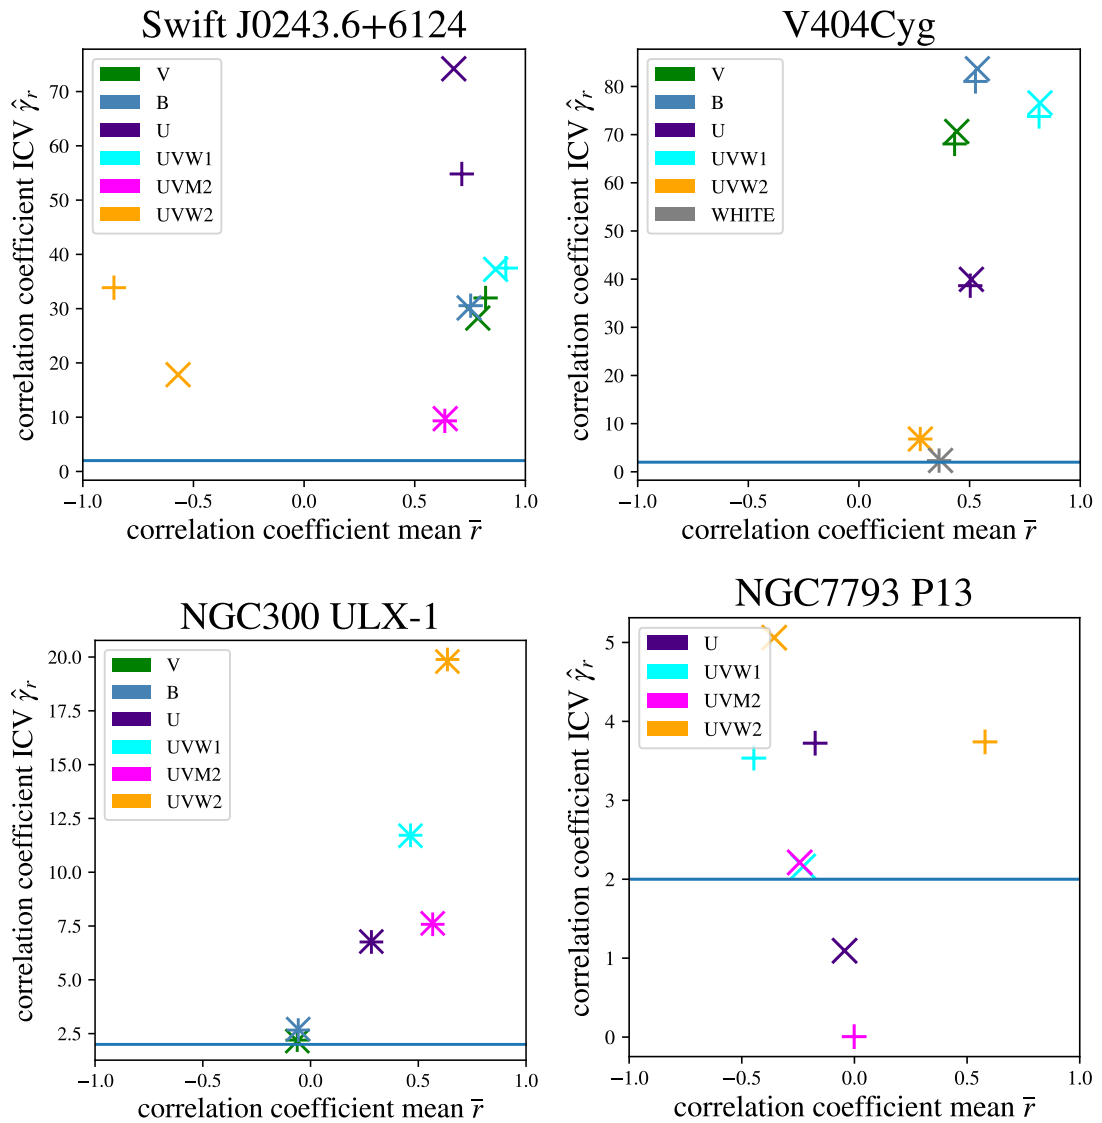 Swift J0243.6+6124
correlation coefficient ICV γ̂ᵣ
70
60
50
40
30
20
10
0
V
B
U
UVW1
UVM2
UVW2
−1.0 −0.5 0.0 0.5 1.0
correlation coefficient mean r̄
V404Cyg
correlation coefficient ICV γ̂ᵣ
80
70
60
50
40
30
20
10
0
V
B
U
UVW1
UVW2
WHITE
−1.0 −0.5 0.0 0.5 1.0
correlation coefficient mean r̄
NGC300 ULX-1
correlation coefficient ICV γ̂ᵣ
20.0
17.5
15.0
12.5
10.0
7.5
5.0
2.5
V
B
U
UVW1
UVM2
UVW2
−1.0 −0.5 0.0 0.5 1.0
correlation coefficient mean r̄
NGC7793 P13
correlation coefficient ICV γ̂ᵣ
5
4
3
2
1
0
U
UVW1
UVM2
UVW2
−1.0 −0.5 0.0 0.5 1.0
correlation coefficient mean r̄